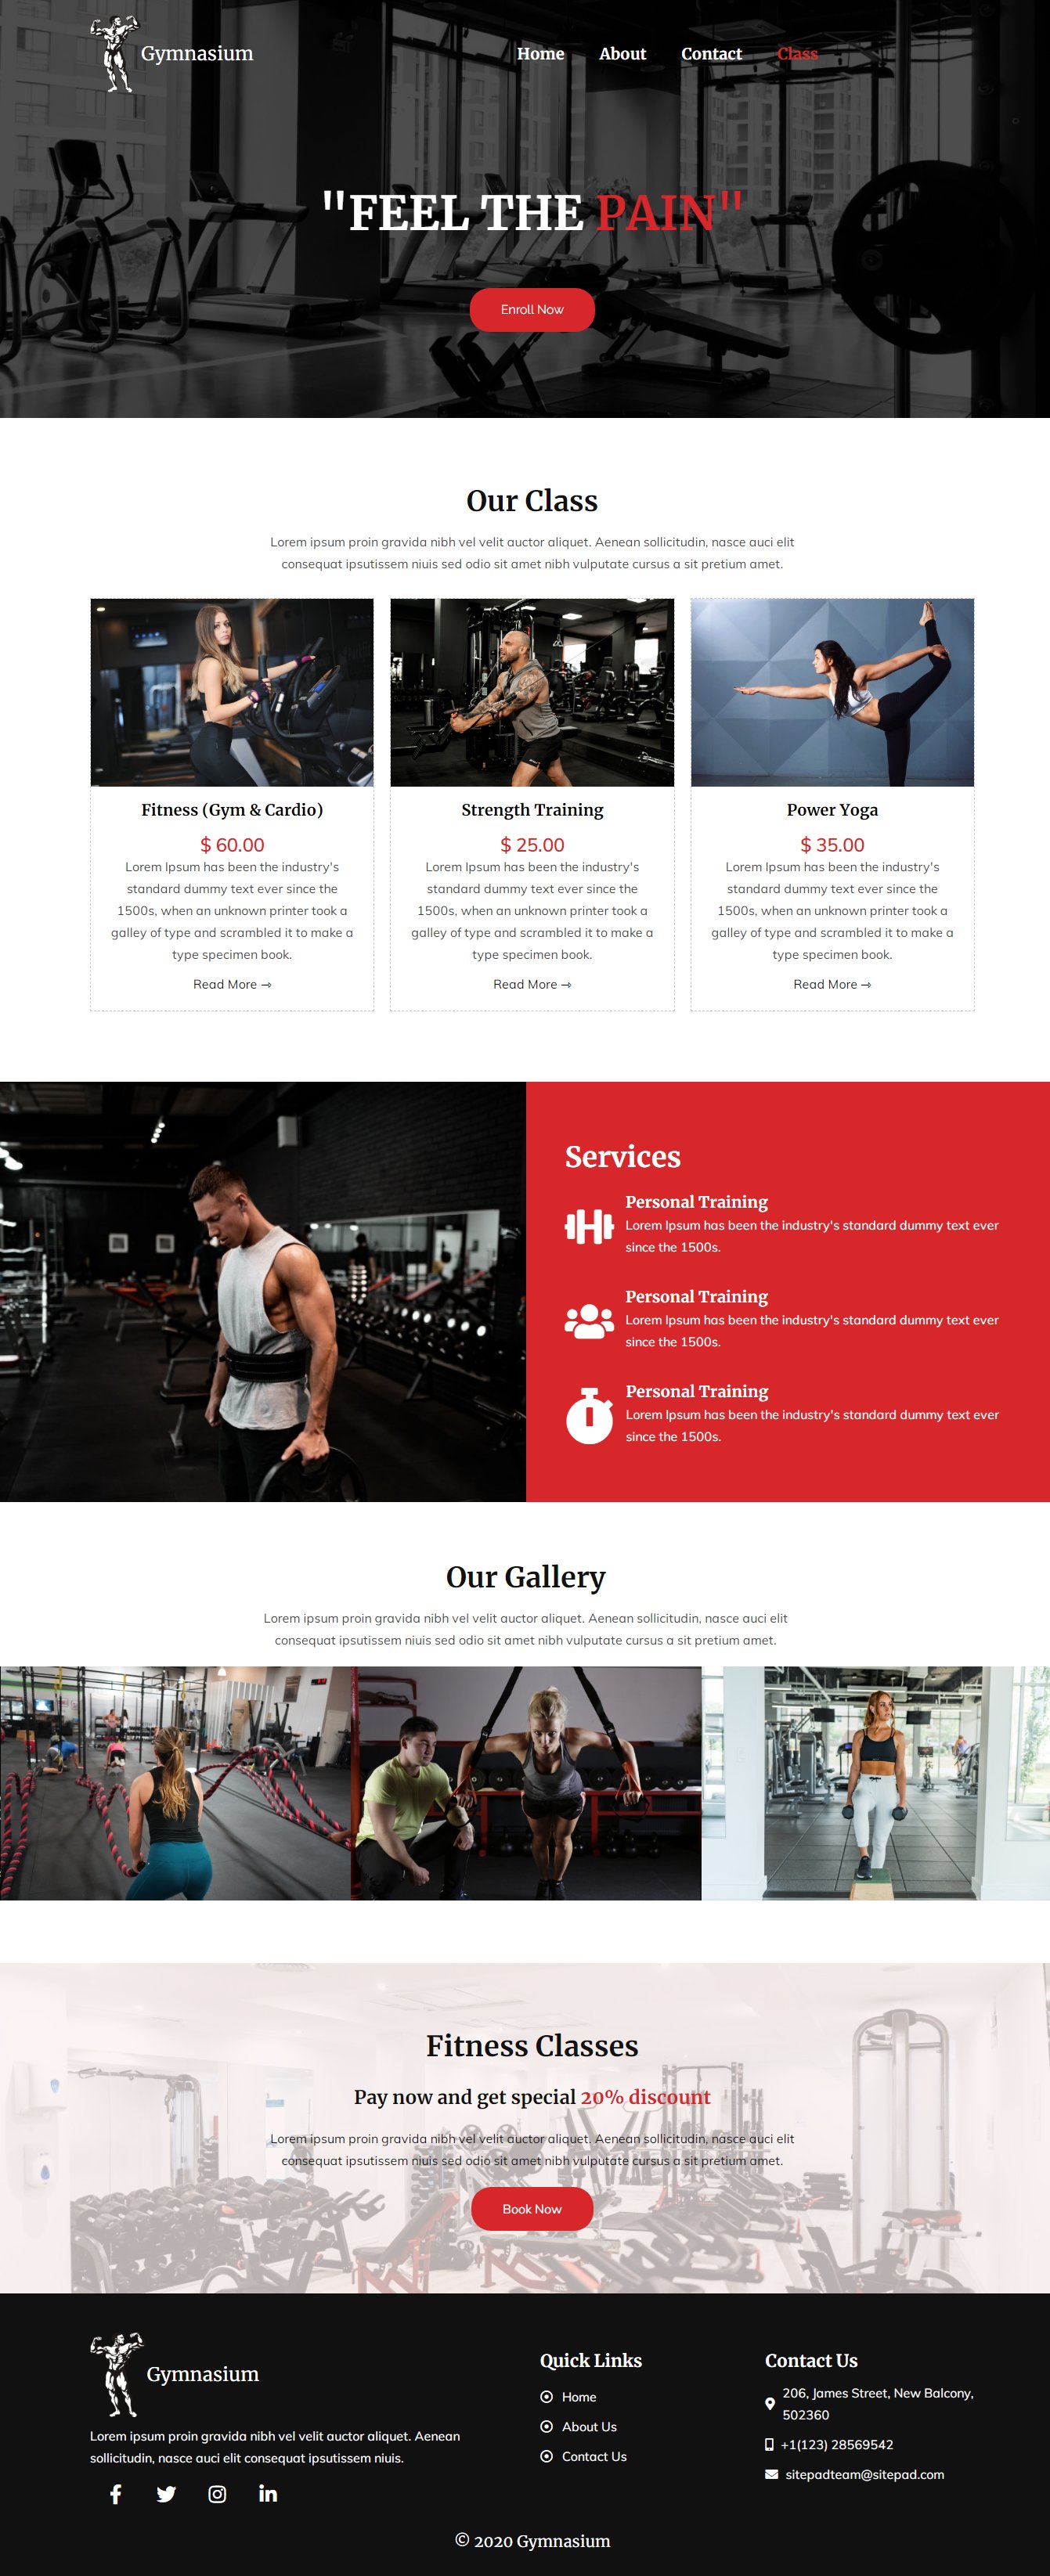 Gymnasium
Home About Contact Class
"FEEL THE PAIN"
Enroll Now
Our Class
Lorem ipsum proin gravida nibh vel velit auctor aliquet. Aenean sollicitudin, nasce auci elit
consequat ipsutissem niuis sed odio sit amet nibh vulputate cursus a sit pretium amet.
Fitness (Gym & Cardio)
$ 60.00
Lorem Ipsum has been the industry's
standard dummy text ever since the
1500s, when an unknown printer took a
galley of type and scrambled it to make a
type specimen book.
Read More ⇾
Strength Training
$ 25.00
Lorem Ipsum has been the industry's
standard dummy text ever since the
1500s, when an unknown printer took a
galley of type and scrambled it to make a
type specimen book.
Read More ⇾
Power Yoga
$ 35.00
Lorem Ipsum has been the industry's
standard dummy text ever since the
1500s, when an unknown printer took a
galley of type and scrambled it to make a
type specimen book.
Read More ⇾
Services
Personal Training
Lorem Ipsum has been the industry's standard dummy text ever
since the 1500s.
Personal Training
Lorem Ipsum has been the industry's standard dummy text ever
since the 1500s.
Personal Training
Lorem Ipsum has been the industry's standard dummy text ever
since the 1500s.
Our Gallery
Lorem ipsum proin gravida nibh vel velit auctor aliquet. Aenean sollicitudin, nasce auci elit
consequat ipsutissem niuis sed odio sit amet nibh vulputate cursus a sit pretium amet.
Fitness Classes
Pay now and get special 20% discount
Lorem ipsum proin gravida nibh vel velit auctor aliquet. Aenean sollicitudin, nasce auci elit
consequat ipsutissem niuis sed odio sit amet nibh vulputate cursus a sit pretium amet.
Book Now
Gymnasium
Lorem ipsum proin gravida nibh vel velit auctor aliquet. Aenean
sollicitudin, nasce auci elit consequat ipsutissem niuis.
Quick Links
Home
About Us
Contact Us
Contact Us
206, James Street, New Balcony,
502360
+1(123) 28569542
sitepadteam@sitepad.com
© 2020 Gymnasium